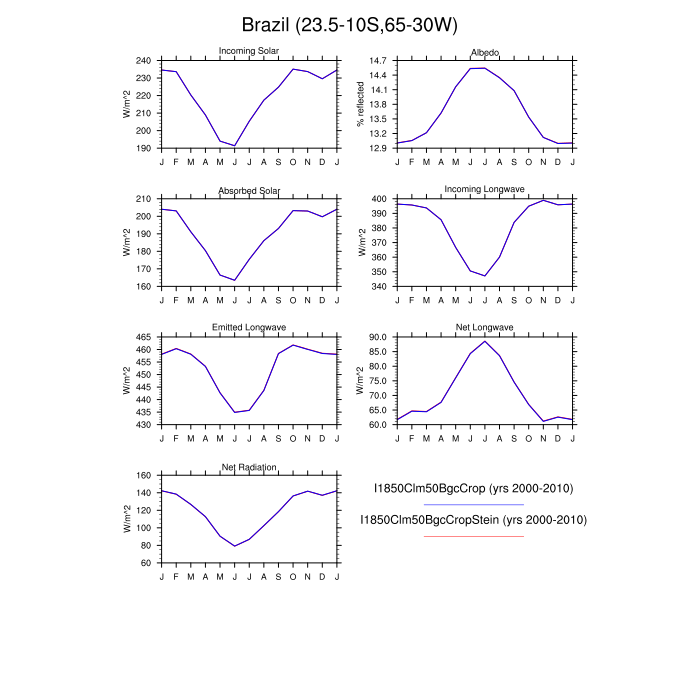 Brazil (23.5-10S,65-30W)
Incoming Solar
240
230
220
210
200
190
W/m^2
J F M A M J J A S O N D J
Albedo
14.7
14.4
14.1
13.8
13.5
13.2
12.9
% reflected
J F M A M J J A S O N D J
Absorbed Solar
210
200
190
180
170
160
W/m^2
J F M A M J J A S O N D J
Incoming Longwave
400
390
380
370
360
350
340
W/m^2
J F M A M J J A S O N D J
Emitted Longwave
465
460
455
450
445
440
435
430
W/m^2
J F M A M J J A S O N D J
Net Longwave
90.0
85.0
80.0
75.0
70.0
65.0
60.0
W/m^2
J F M A M J J A S O N D J
Net Radiation
160
140
120
100
80
60
W/m^2
J F M A M J J A S O N D J
I1850Clm50BgcCrop (yrs 2000-2010)
I1850Clm50BgcCropStein (yrs 2000-2010)